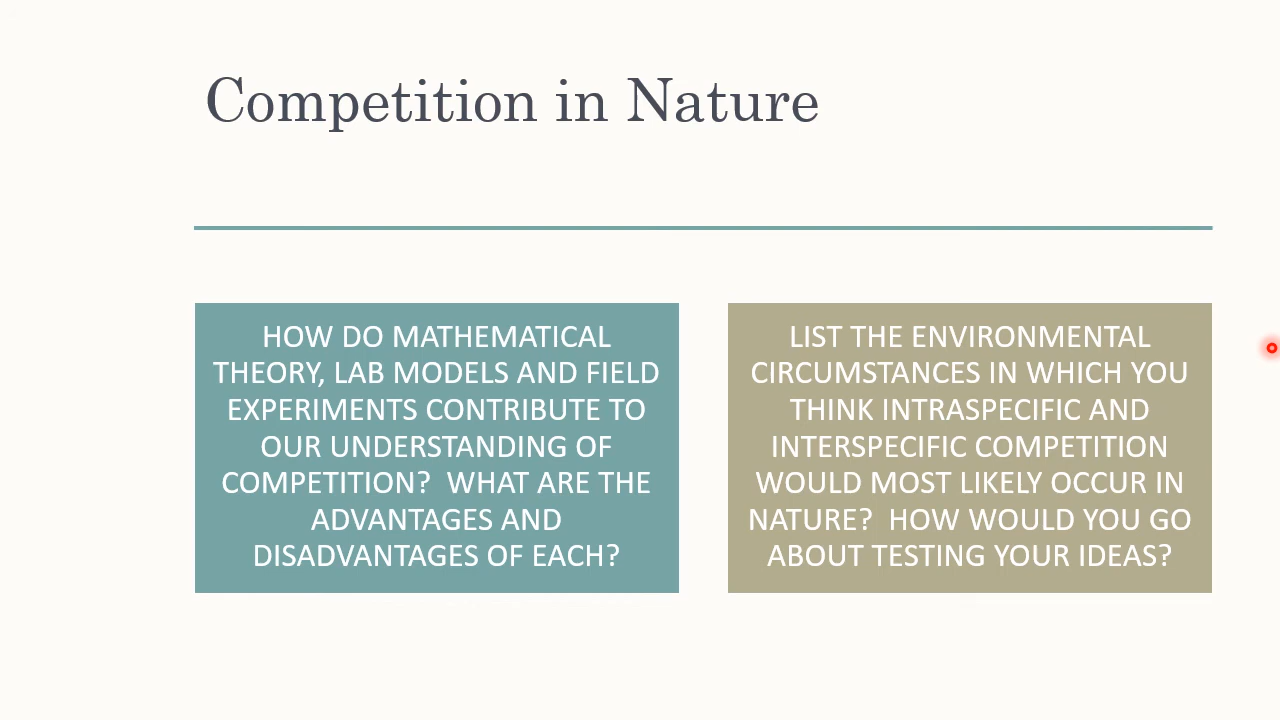 Competition in Nature
HOW DO MATHEMATICAL
THEORY, LAB MODELS AND FIELD
EXPERIMENTS CONTRIBUTE TO
OUR UNDERSTANDING OF
COMPETITION?  WHAT ARE THE
ADVANTAGES AND
DISADVANTAGES OF EACH?
LIST THE ENVIRONMENTAL
CIRCUMSTANCES IN WHICH YOU
THINK INTRASPECIFIC AND
INTERSPECIFIC COMPETITION
WOULD MOST LIKELY OCCUR IN
NATURE?  HOW WOULD YOU GO
ABOUT TESTING YOUR IDEAS?